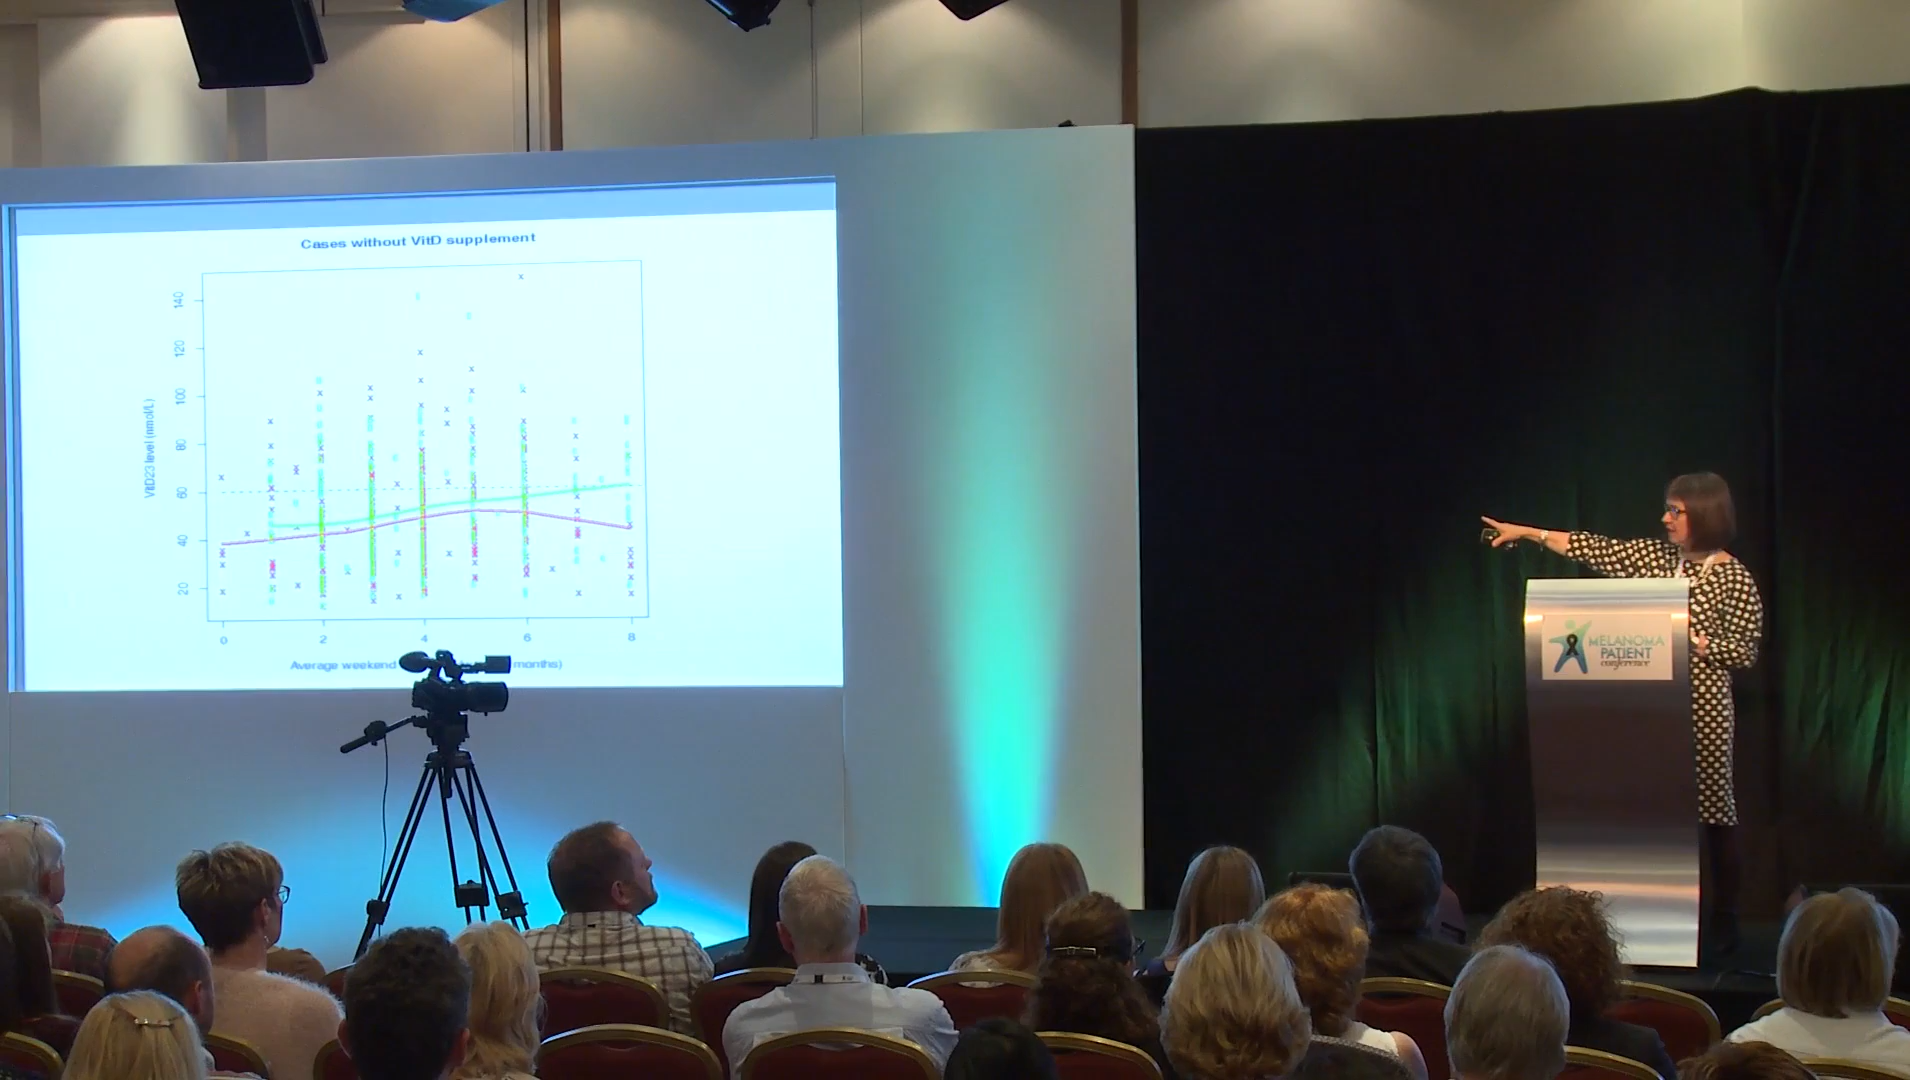 Cases without VitD supplement
140
120
100
80
60
40
20
VitD23 level (nmol/L)
0 2 4 6 8
Average weekend months)
MELANOMA
PATIENT
conference